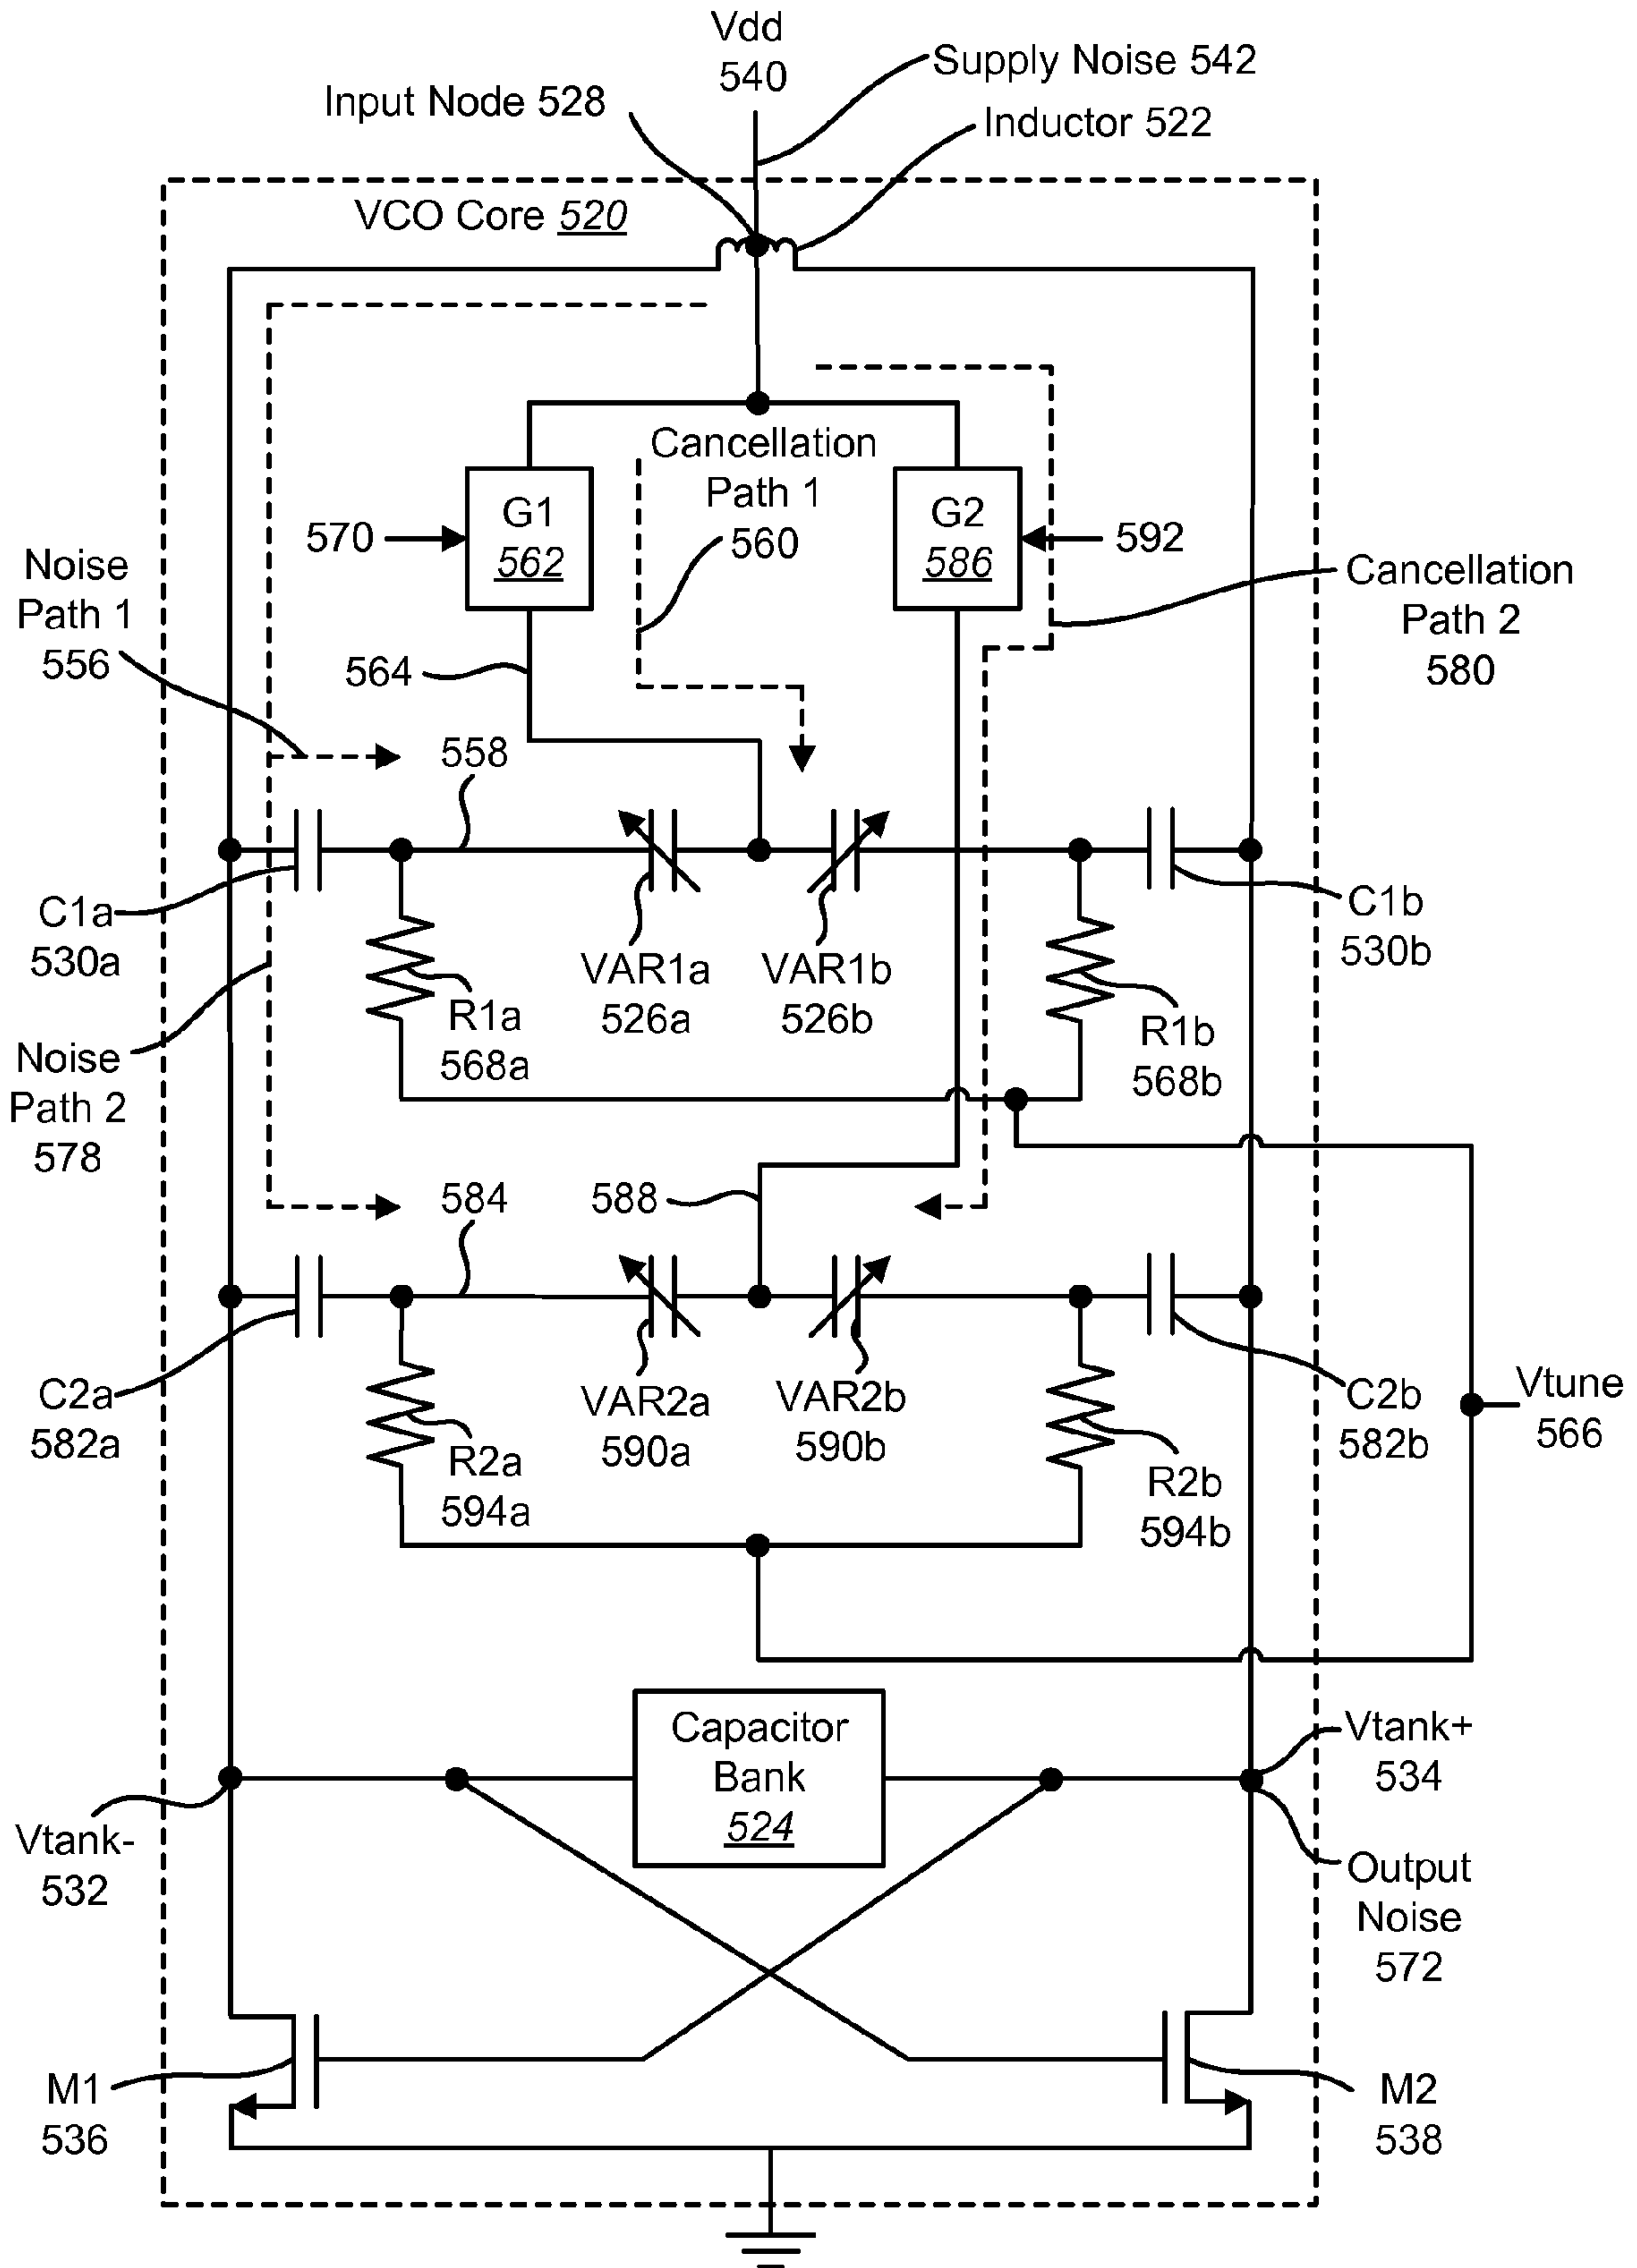 Vdd
540
Supply Noise 542
Input Node 528
Inductor 522
VCO Core 520
Cancellation
Path 1
560
G1
562
G2
586
570
592
Noise
Path 1
556
Cancellation
Path 2
580
564
558
C1a
530a
VAR1a
526a
VAR1b
526b
C1b
530b
R1a
568a
R1b
568b
Noise
Path 2
578
584
588
C2a
582a
VAR2a
590a
VAR2b
590b
C2b
582b
Vtune
566
R2a
594a
R2b
594b
Capacitor
Bank
524
Vtank+
534
Vtank-
532
Output
Noise
572
M1
536
M2
538